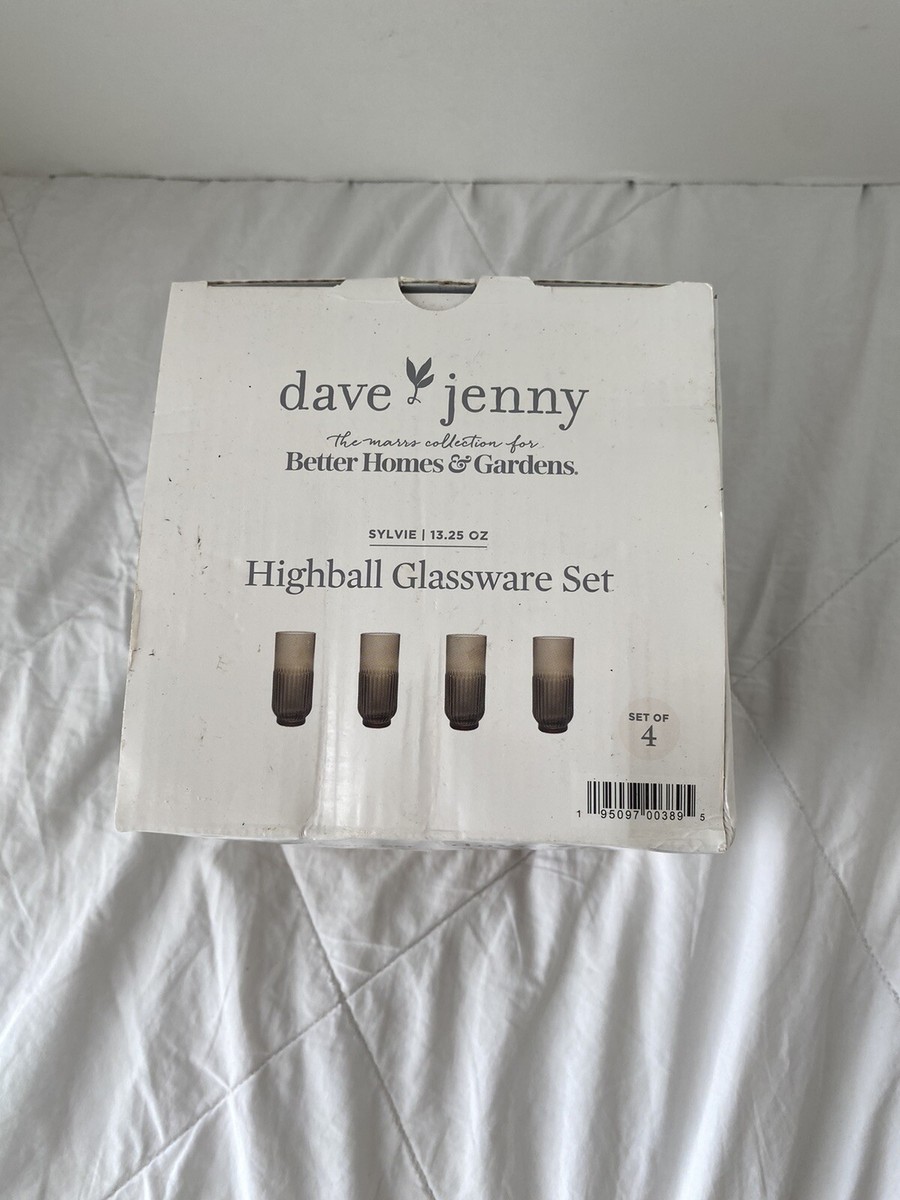 dave jenny
the marrs collection for
Better Homes & Gardens.
SYLVIE | 13.25 OZ
Highball Glassware Set
SET OF
4
1 95097 00389 5